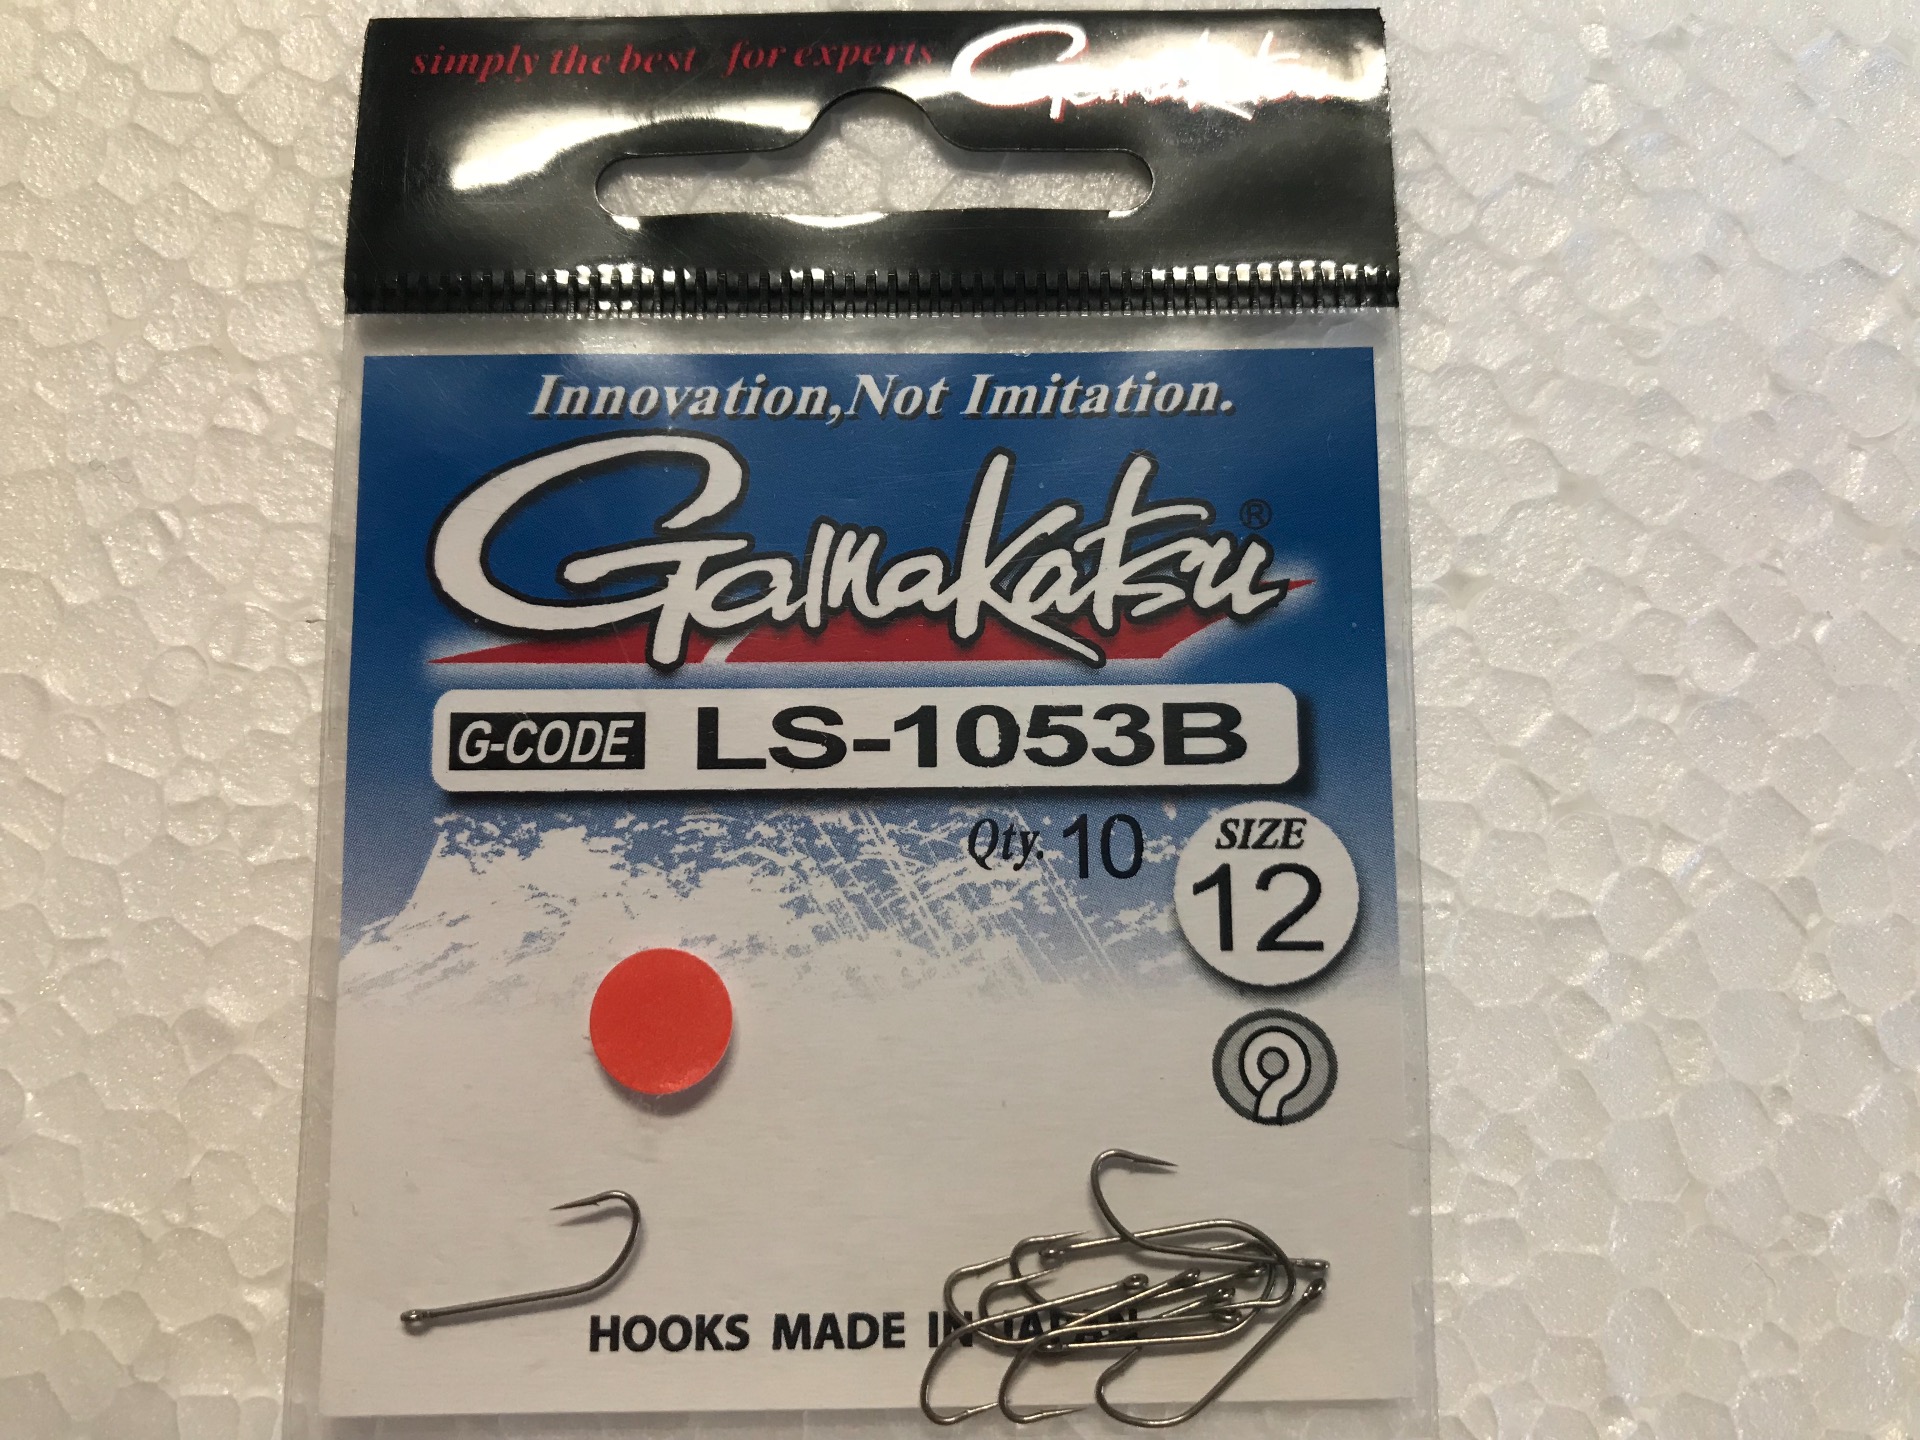 simply the best for experts Gamakatsu
Innovation,Not Imitation.
Gamakatsu®
G-CODE LS-1053B
Qty. 10
SIZE
12
HOOKS MADE IN JAPAN